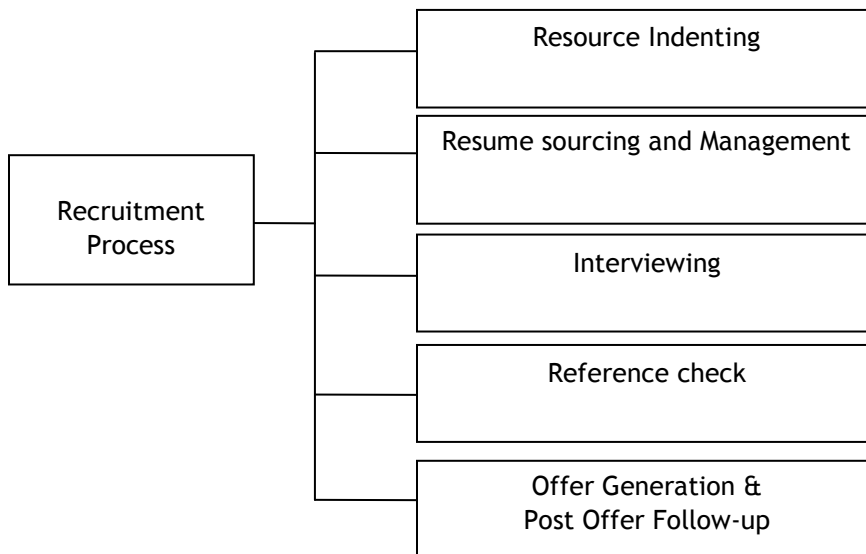 Resource Indenting
Resume sourcing and Management
Recruitment
Process
Interviewing
Reference check
Offer Generation &
Post Offer Follow-up